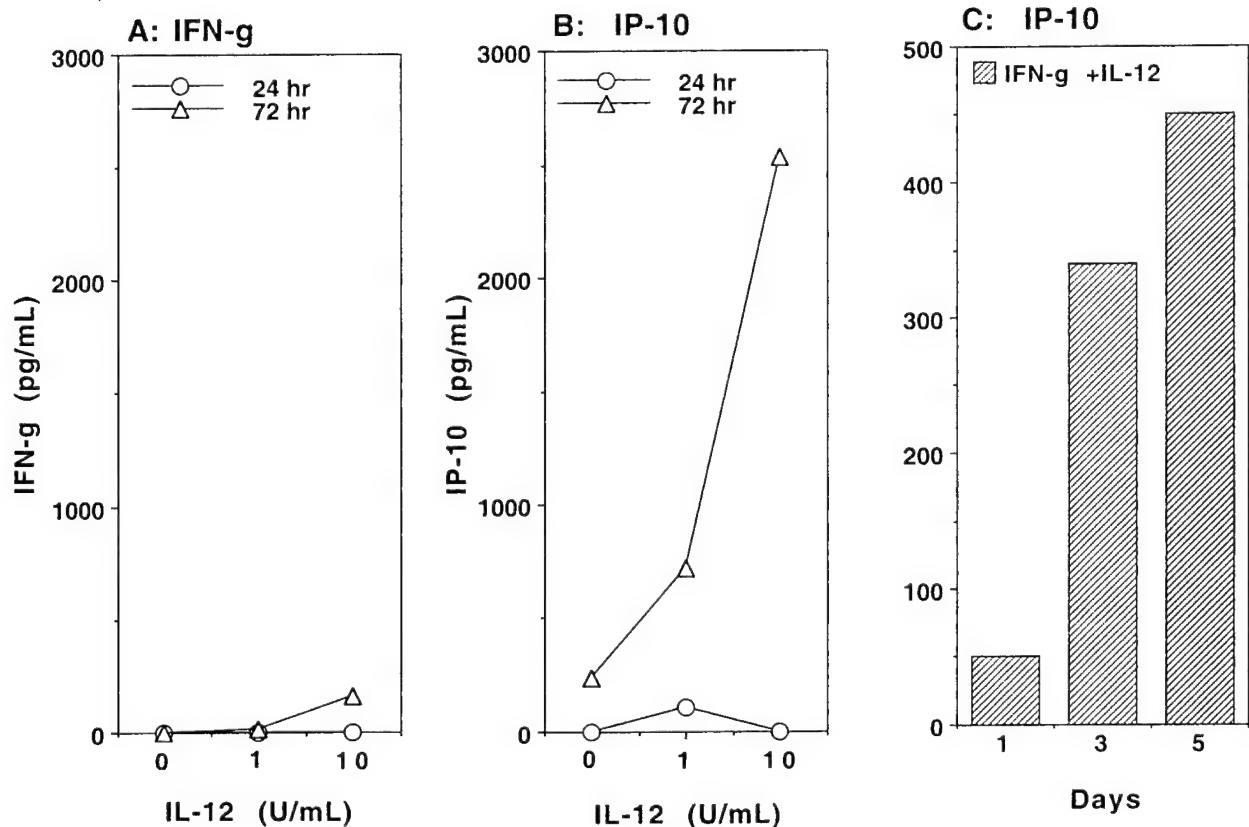 A: IFN-g
3000
2000
1000
0
IFN-g (pg/mL)
24 hr
72 hr
0 1 10
IL-12 (U/mL)
B: IP-10
3000
2000
1000
0
IP-10 (pg/mL)
24 hr
72 hr
0 1 10
IL-12 (U/mL)
C: IP-10
500
400
300
200
100
0
IFN-g +IL-12
1 3 5
Days